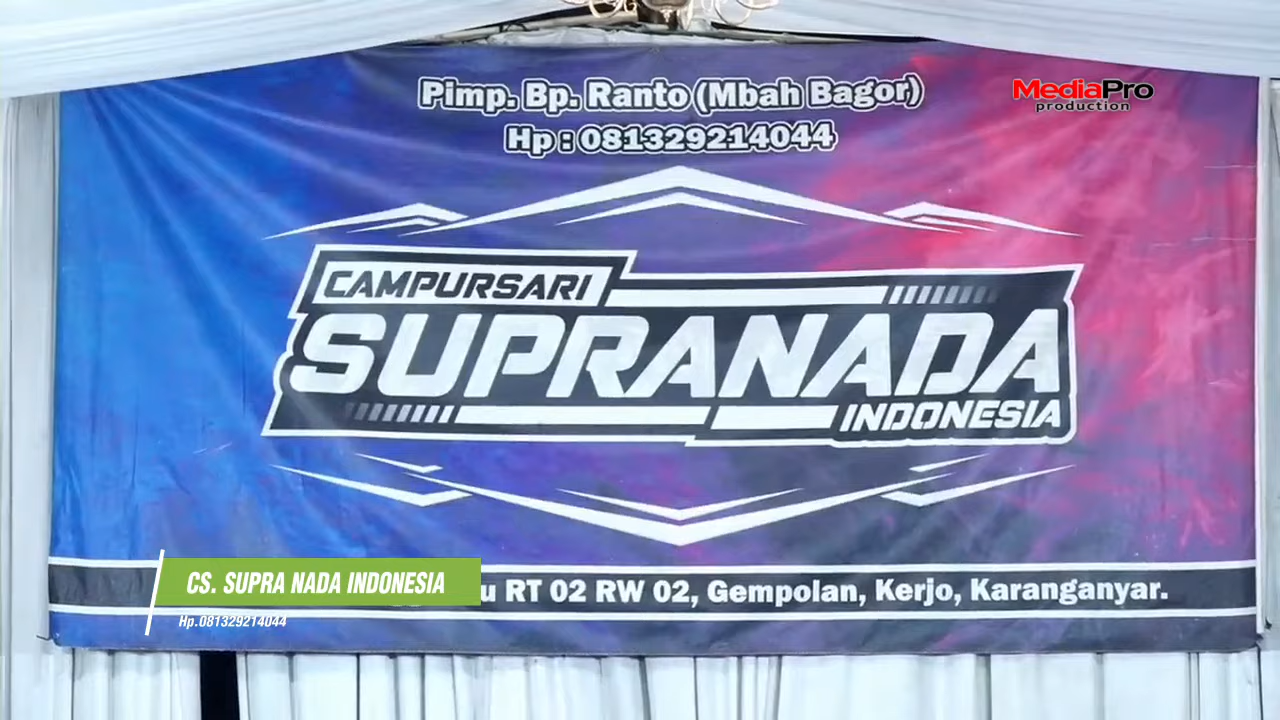 Pimp. Bp. Ranto (Mbah Bagor)
Hp : 081329214044
MediaPro
production
CAMPURSARI
SUPRANADA
INDONESIA
RT 02 RW 02, Gempolan, Kerjo, Karanganyar.
CS. SUPRA NADA INDONESIA
Hp.081329214044